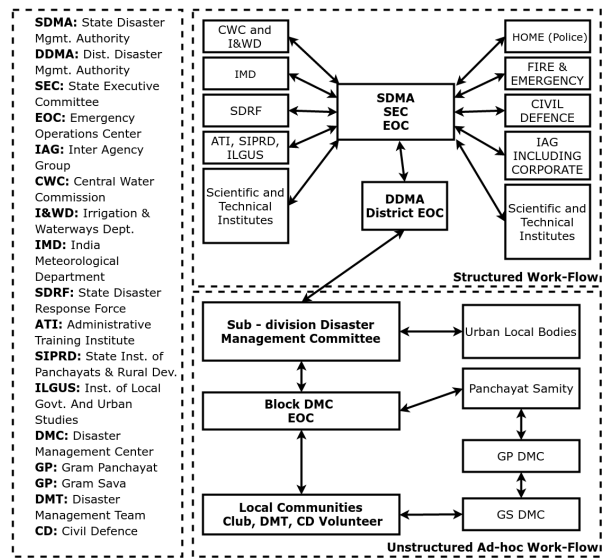 SDMA: State Disaster
Mgmt. Authority
DDMA: Dist. Disaster
Mgmt. Authority
SEC: State Executive
Committee
EOC: Emergency
Operations Center
IAG: Inter Agency
Group
CWC: Central Water
Commission
I&WD: Irrigation &
Waterways Dept.
IMD: India
Meteorological
Department
SDRF: State Disaster
Response Force
ATI: Administrative
Training Institute
SIPRD: State Inst. of
Panchayats & Rural Dev.
ILGUS: Inst. of Local
Govt. And Urban
Studies
DMC: Disaster
Management Center
GP: Gram Panchayat
GP: Gram Sava
DMT: Disaster
Management Team
CD: Civil Defence
CWC and
I&WD
IMD
SDRF
ATI, SIPRD,
ILGUS
Scientific and
Technical
Institutes
SDMA
SEC
EOC
DDMA
District EOC
HOME (Police)
FIRE &
EMERGENCY
CIVIL
DEFENCE
IAG
INCLUDING
CORPORATE
Scientific and
Technical
Institutes
Structured Work-Flow
Sub - division Disaster
Management Committee
Urban Local Bodies
Block DMC
EOC
Panchayat Samity
GP DMC
Local Communities
Club, DMT, CD Volunteer
GS DMC
Unstructured Ad-hoc Work-Flow